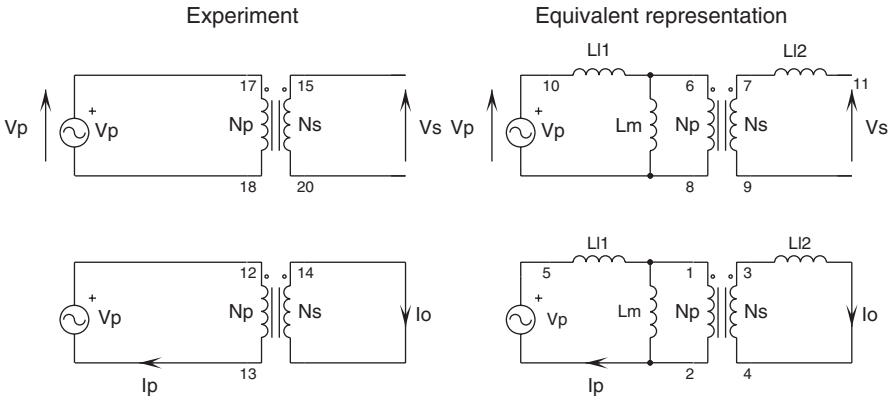 Experiment
Equivalent representation
Ll1
Ll2
17
15
10
6
7
11
+
+
Vp
Vp
Np
Ns
Vs
Vp
Vp
Lm
Np
Ns
Vs
18
20
8
9
Ll1
Ll2
12
14
5
1
3
+
+
Vp
Np
Ns
Io
Vp
Lm
Np
Ns
Io
13
2
4
Ip
Ip